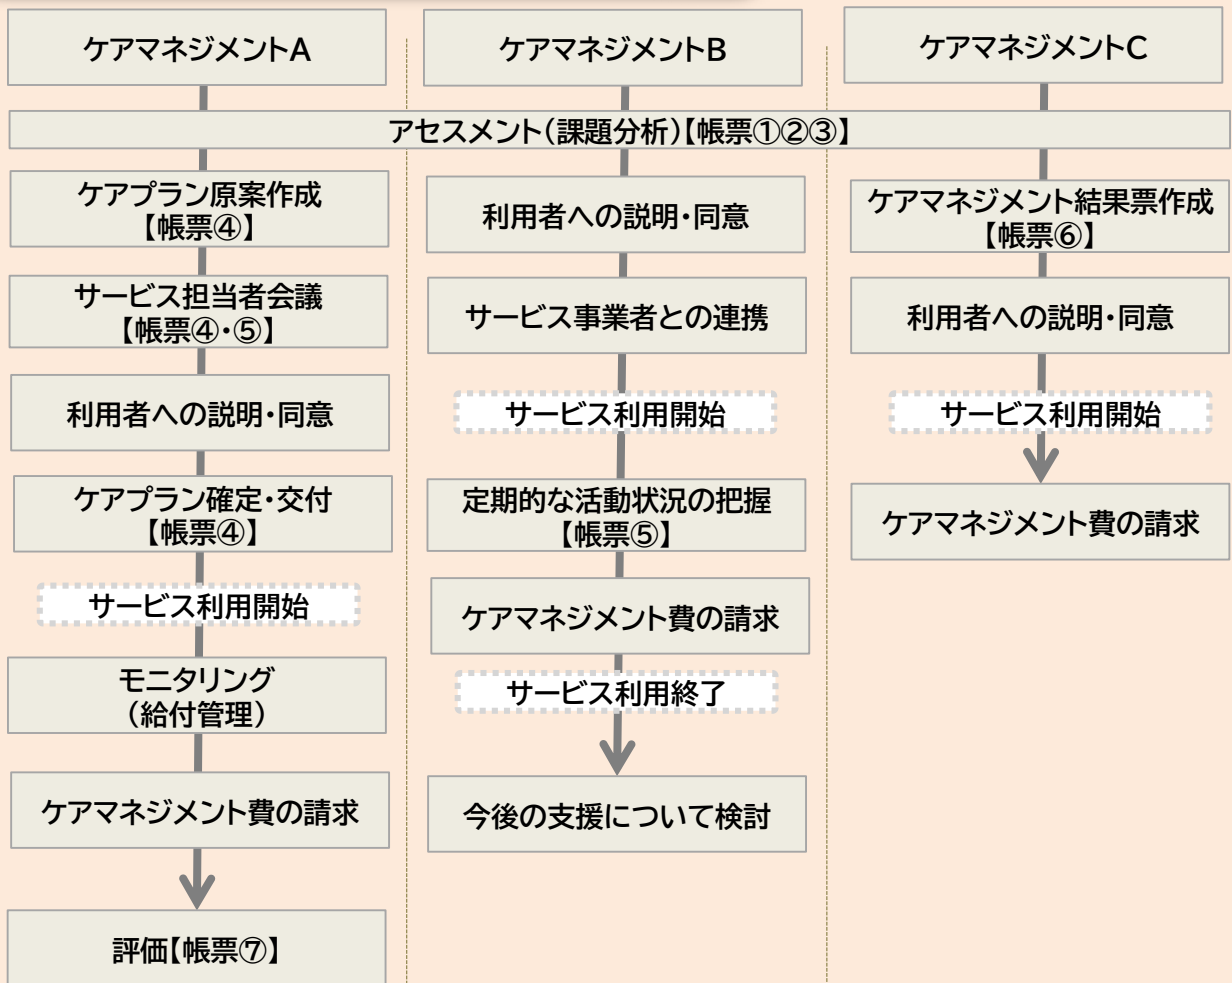 ケアマネジメントA
ケアマネジメントB
ケアマネジメントC
アセスメント(課題分析)【帳票①②③】
ケアプラン原案作成
【帳票④】
サービス担当者会議
【帳票④・⑤】
利用者への説明・同意
ケアプラン確定・交付
【帳票④】
サービス利用開始
モニタリング
(給付管理)
ケアマネジメント費の請求
評価【帳票⑦】
利用者への説明・同意
サービス事業者との連携
サービス利用開始
定期的な活動状況の把握
【帳票⑤】
ケアマネジメント費の請求
サービス利用終了
今後の支援について検討
ケアマネジメント結果票作成
【帳票⑥】
利用者への説明・同意
サービス利用開始
ケアマネジメント費の請求